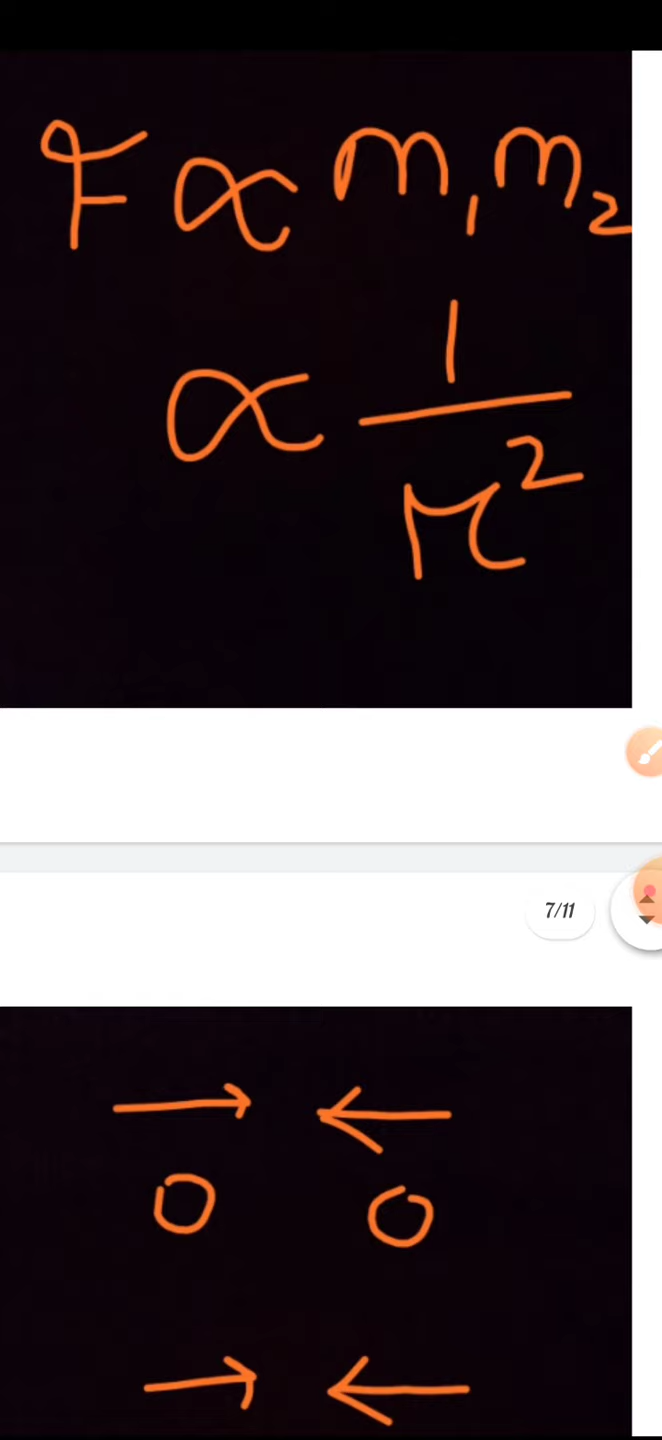 F ∝ m₁m₂
∝ 1/r²
7/11
→ ←
O O
→ ←